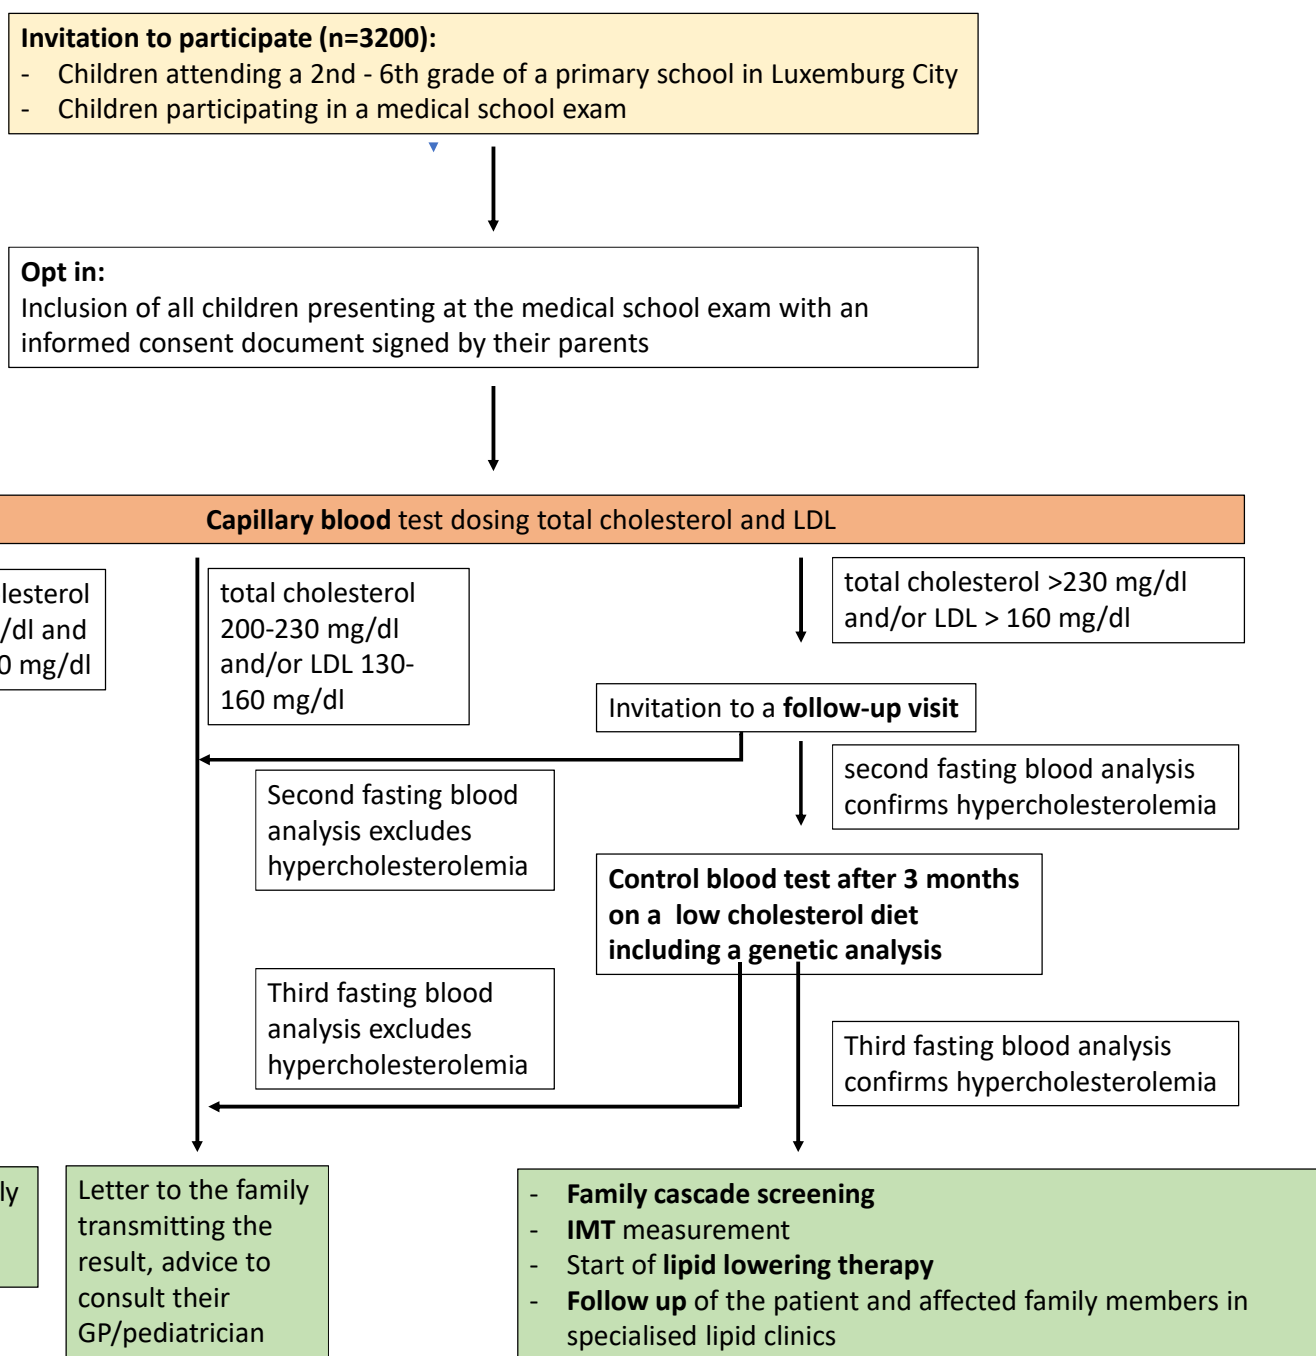 Invitation to participate (n=3200):
- Children attending a 2nd - 6th grade of a primary school in Luxemburg City
- Children participating in a medical school exam
Opt in:
Inclusion of all children presenting at the medical school exam with an
informed consent document signed by their parents
Capillary blood test dosing total cholesterol and LDL
lesterol
/dl and
0 mg/dl
total cholesterol
200-230 mg/dl
and/or LDL 130-
160 mg/dl
total cholesterol >230 mg/dl
and/or LDL > 160 mg/dl
Invitation to a follow-up visit
Second fasting blood
analysis excludes
hypercholesterolemia
second fasting blood analysis
confirms hypercholesterolemia
Control blood test after 3 months
on a  low cholesterol diet
including a genetic analysis
Third fasting blood
analysis excludes
hypercholesterolemia
Third fasting blood analysis
confirms hypercholesterolemia
ly
Letter to the family
transmitting the
result, advice to
consult their
GP/pediatrician
- Family cascade screening
- IMT measurement
- Start of lipid lowering therapy
- Follow up of the patient and affected family members in
specialised lipid clinics